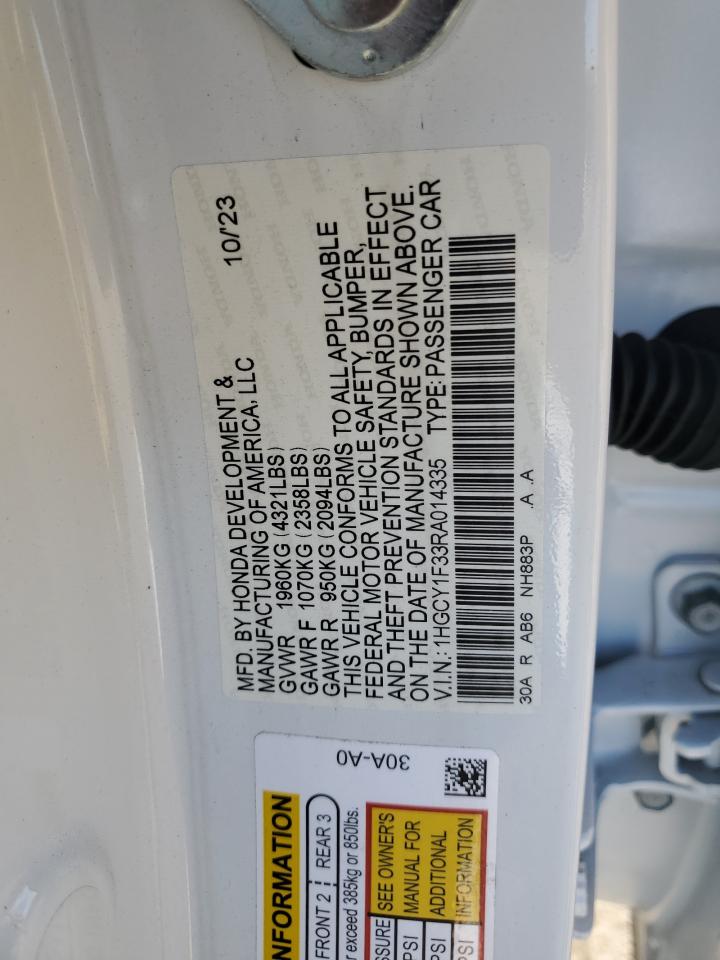 MFD. BY HONDA DEVELOPMENT & 10/'23
MANUFACTURING OF AMERICA, LLC
GVWR 1960KG (4321LBS)
GAWR F 1070KG (2358LBS)
GAWR R 950KG (2094LBS)
THIS VEHICLE CONFORMS TO ALL APPLICABLE
FEDERAL MOTOR VEHICLE SAFETY, BUMPER,
AND THEFT PREVENTION STANDARDS IN EFFECT
ON THE DATE OF MANUFACTURE SHOWN ABOVE.
V.I.N.: 1HGCY1F33RA014335 TYPE: PASSENGER CAR
30A R AB6 NH883P .A .A
30A-A0
NFORMATION
FRONT 2 REAR 3
r exceed 385kg or 850lbs.
SSURE SEE OWNER'S
PSI MANUAL FOR
PSI ADDITIONAL
PSI INFORMATION